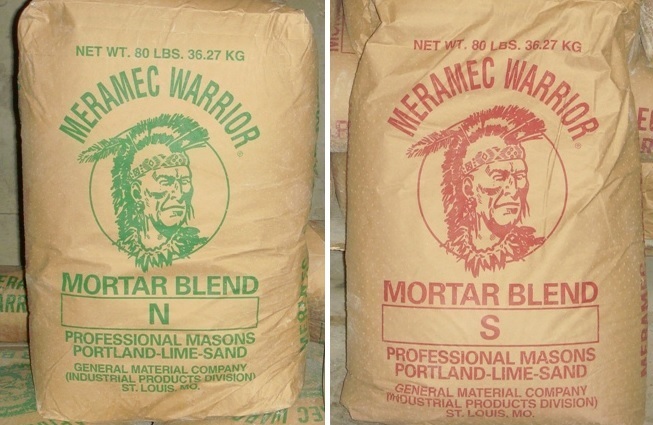 NET WT. 80 LBS. 36.27 KG
MERAMEC WARRIOR®
MORTAR BLEND
N
PROFESSIONAL MASONS
PORTLAND-LIME-SAND
GENERAL MATERIAL COMPANY
(INDUSTRIAL PRODUCTS DIVISION)
ST. LOUIS, MO.
NET WT. 80 LBS. 36.27 KG
MERAMEC WARRIOR®
MORTAR BLEND
S
PROFESSIONAL MASONS
PORTLAND-LIME-SAND
GENERAL MATERIAL COMPANY
(INDUSTRIAL PRODUCTS DIVISION)
ST. LOUIS, MO.